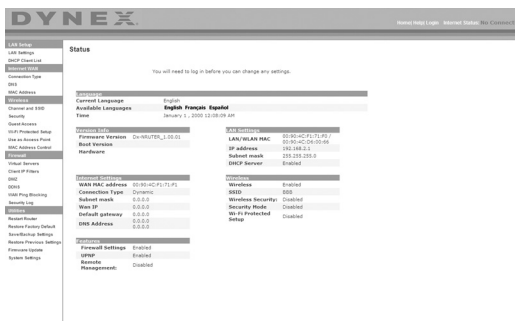 DYNEX
Home| Help| Login Internet Status: No Connect
LAN Setup
LAN Settings
DHCP Client List
Internet WAN
Connection Type
DNS
MAC Address
Wireless
Channel and SSID
Security
Guest Access
Wi-Fi Protected Setup
Use as Access Point
MAC Address Control
Firewall
Virtual Servers
Client IP Filters
DMZ
DDNS
WAN Ping Blocking
Security Log
Utilities
Restart Router
Restore Factory Default
Save/Backup Settings
Restore Previous Settings
Firmware Update
System Settings
Status
You will need to log in before you can change any settings.
Language
Current Language English
Available Languages English Français Español
Time January 1 , 2000 12:08:09 AM
Version Info
Firmware Version Dx-NRUTER_1.00.01
Boot Version
Hardware
LAN Settings
LAN/WLAN MAC 00:90:4C:F1:71:F0 /
00:90:4C:D6:00:66
IP address 192.168.2.1
Subnet mask 255.255.255.0
DHCP Server Enabled
Internet Settings
WAN MAC address 00:90:4C:F1:71:F1
Connection Type Dynamic
Subnet mask 0.0.0.0
Wan IP 0.0.0.0
Default gateway 0.0.0.0
DNS Address 0.0.0.0
0.0.0.0
Wireless
Wireless Enabled
SSID BBB
Wireless Security: Disabled
Security Mode Disabled
Wi-Fi Protected Setup Disabled
Features
Firewall Settings Enabled
UPNP Enabled
Remote Management: Disabled